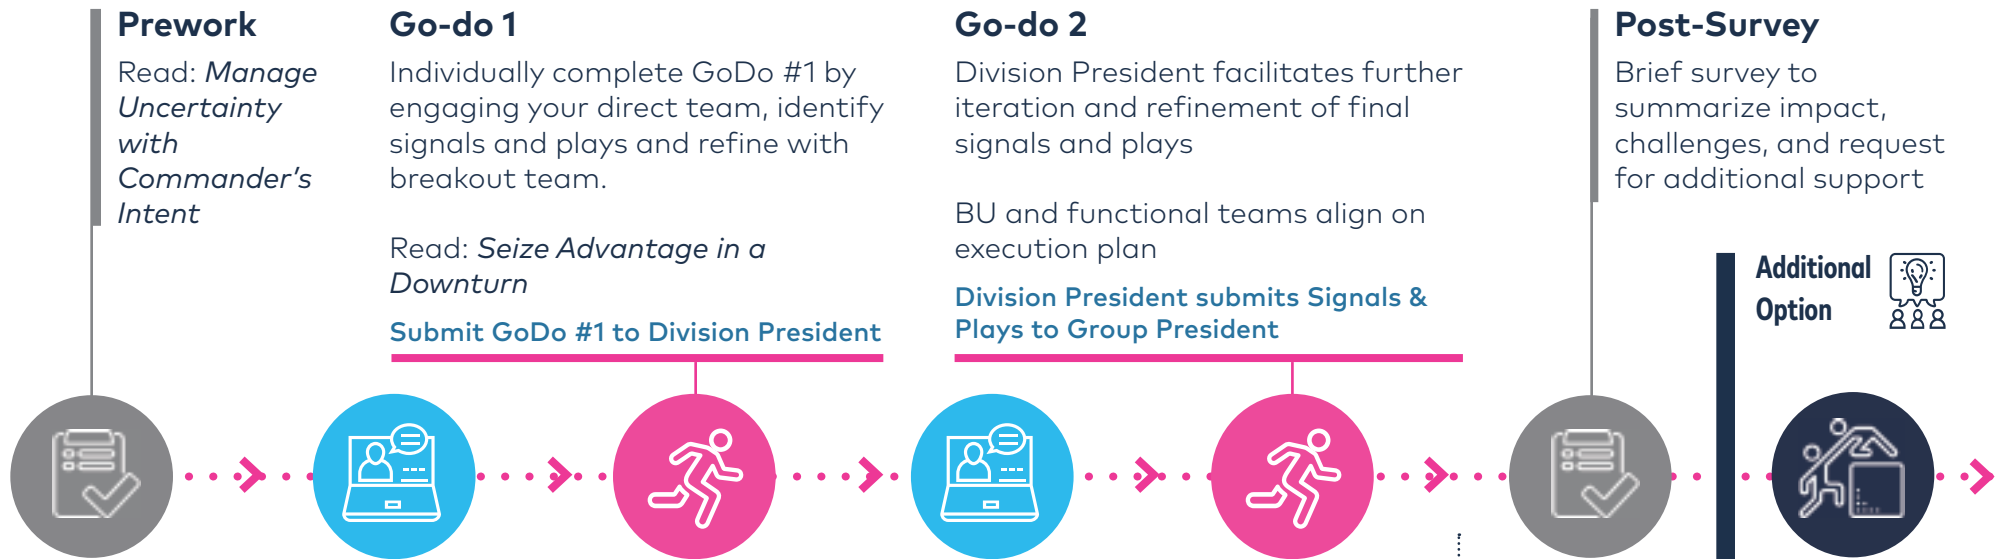 Prework
Read: Manage
Uncertainty
with
Commander's
Intent
Go-do 1
Individually complete GoDo #1 by
engaging your direct team, identify
signals and plays and refine with
breakout team.
Read: Seize Advantage in a
Downturn
Submit GoDo #1 to Division President
Go-do 2
Division President facilitates further
iteration and refinement of final
signals and plays
BU and functional teams align on
execution plan
Division President submits Signals &
Plays to Group President
Post-Survey
Brief survey to
summarize impact,
challenges, and request
for additional support
Additional
Option